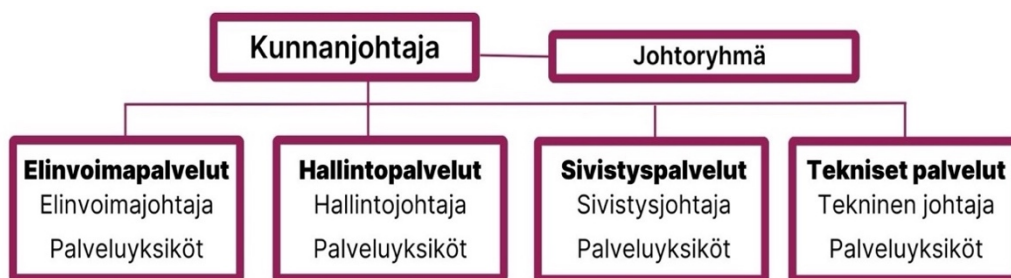 Kunnanjohtaja
Johtoryhmä
Elinvoimapalvelut
Elinvoimajohtaja
Palveluyksiköt
Hallintopalvelut
Hallintojohtaja
Palveluyksiköt
Sivistyspalvelut
Sivistysjohtaja
Palveluyksiköt
Tekniset palvelut
Tekninen johtaja
Palveluyksiköt